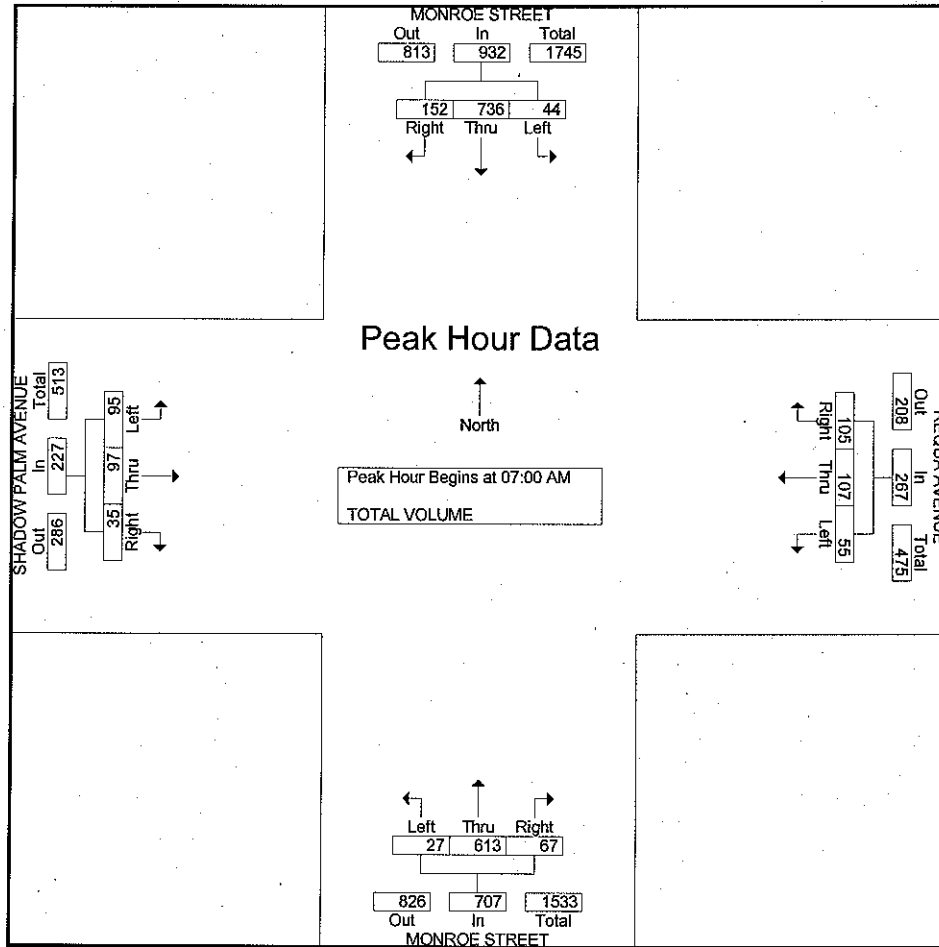 MONROE STREET
Out In Total
813 932 1745
152 736 44
Right Thru Left
Peak Hour Data
North
Peak Hour Begins at 07:00 AM
TOTAL VOLUME
SHADOW PALM AVENUE
Total In Out
513 227 286
95 97 35
Left Thru Right
Right Thru Left
105 107 55
208 267 475
Out In Total
AVENUE
Left Thru Right
27 613 67
826 707 1533
Out In Total
MONROE STREET